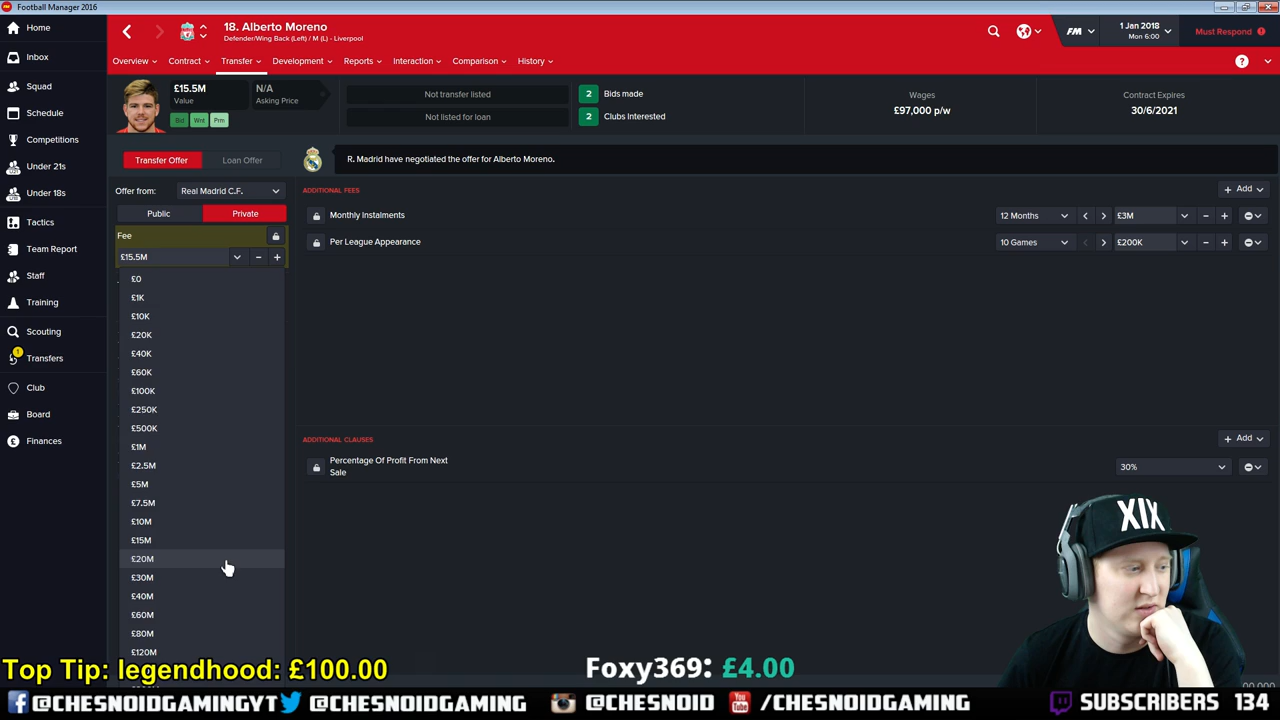 Football Manager 2016
Home
Inbox
Squad
Schedule
Competitions
Under 21s
Under 18s
Tactics
Team Report
Staff
Training
Scouting
1
Transfers
Club
Board
Finances
18. Alberto Moreno
Defender/Wing Back (Left) / M (L) - Liverpool
FM
1 Jan 2018
Mon 6:00
Must Respond
Overview
Contract
Transfer
Development
Reports
Interaction
Comparison
History
?
£15.5M
Value
N/A
Asking Price
Bid
Wnt
Prm
Not transfer listed
Not listed for loan
2 Bids made
2 Clubs Interested
Wages
£97,000 p/w
Contract Expires
30/6/2021
Transfer Offer
Loan Offer
R. Madrid have negotiated the offer for Alberto Moreno.
Offer from:
Real Madrid C.F.
Public
Private
Fee
£15.5M
£0
£1K
£10K
£20K
£40K
£60K
£100K
£250K
£500K
£1M
£2.5M
£5M
£7.5M
£10M
£15M
£20M
£30M
£40M
£60M
£80M
£120M
ADDITIONAL FEES
+ Add
Monthly Instalments
12 Months
£3M
Per League Appearance
10 Games
£200K
ADDITIONAL CLAUSES
+ Add
Percentage Of Profit From Next
Sale
30%
XIX
Top Tip: legendhood: £100.00
Foxy369: £4.00
@CHESNOIDGAMINGYT
@CHESNOIDGAMING
@CHESNOID
You Tube
/CHESNOIDGAMING
SUBSCRIBERS 134